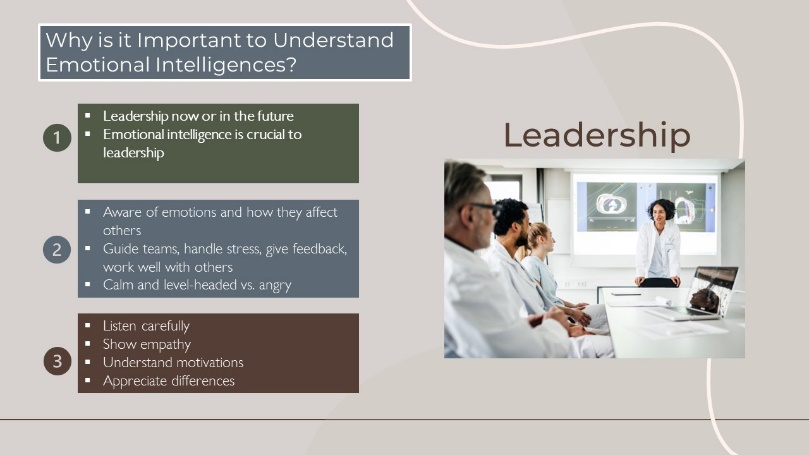 Why is it Important to Understand
Emotional Intelligences?
1
▪ Leadership now or in the future
▪ Emotional intelligence is crucial to
leadership
2
▪ Aware of emotions and how they affect
others
▪ Guide teams, handle stress, give feedback,
work well with others
▪ Calm and level-headed vs. angry
3
▪ Listen carefully
▪ Show empathy
▪ Understand motivations
▪ Appreciate differences
Leadership